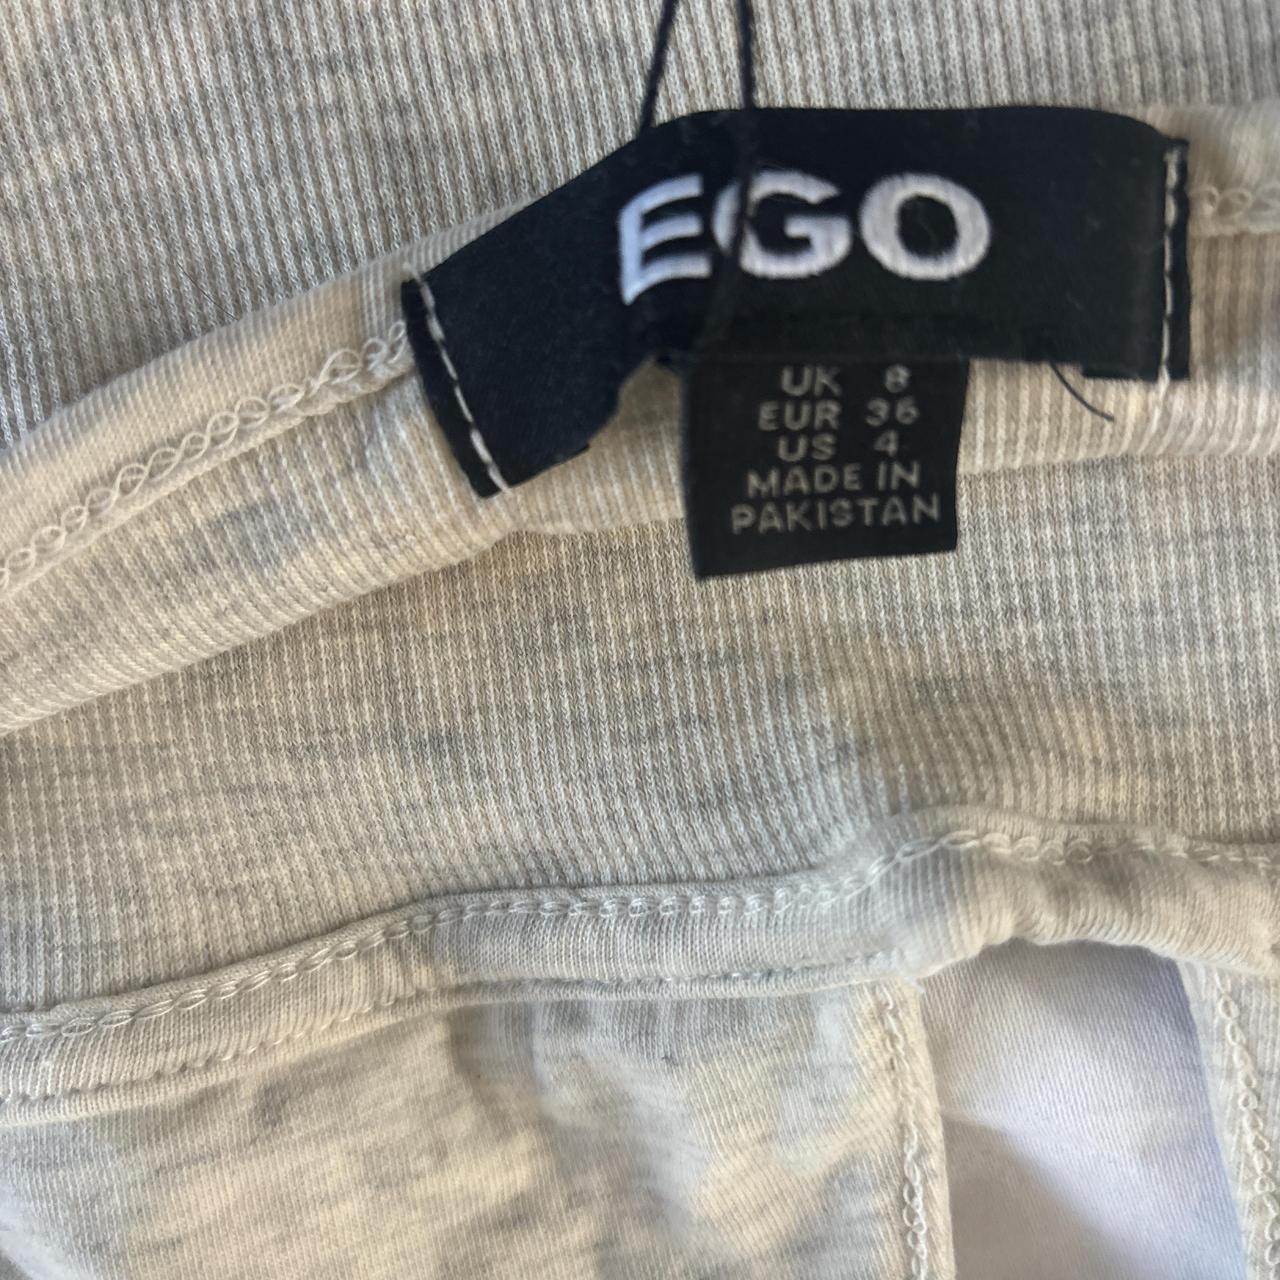 EGO
UK 8
EUR 36
US 4
MADE IN
PAKISTAN